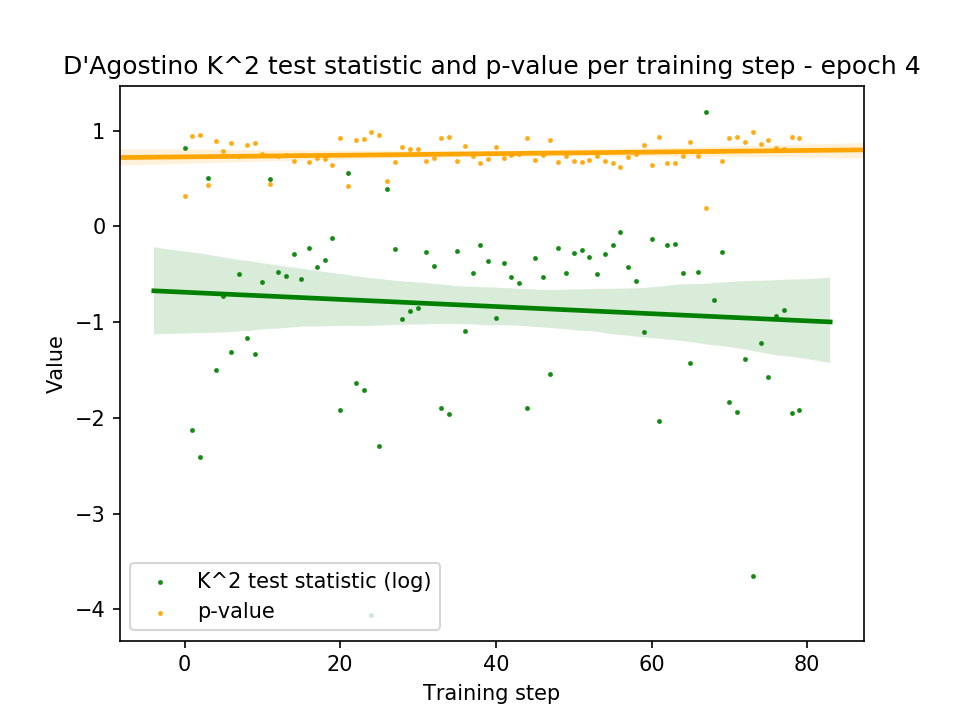 D'Agostino K^2 test statistic and p-value per training step - epoch 4
1
0
−1
−2
−3
−4
Value
K^2 test statistic (log)
p-value
0 20 40 60 80
Training step